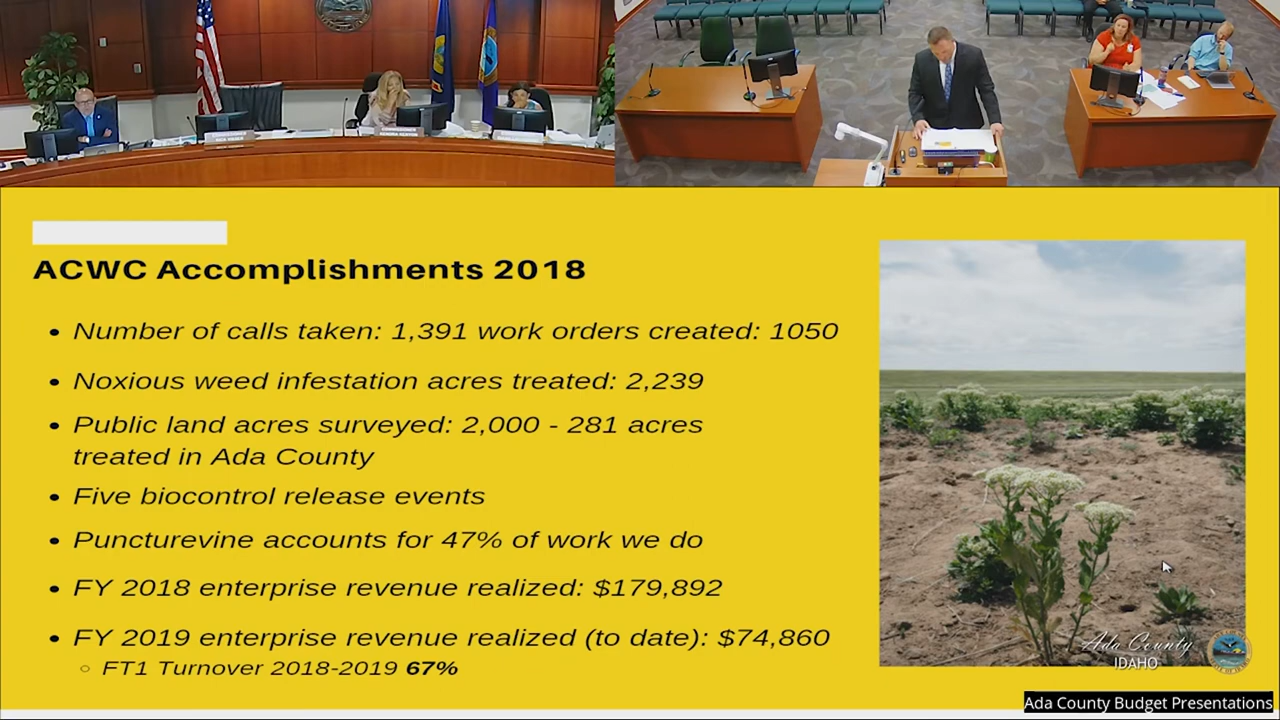 ACWC Accomplishments 2018
• Number of calls taken: 1,391 work orders created: 1050
• Noxious weed infestation acres treated: 2,239
• Public land acres surveyed: 2,000 - 281 acres
treated in Ada County
• Five biocontrol release events
• Puncturevine accounts for 47% of work we do
• FY 2018 enterprise revenue realized: $179,892
• FY 2019 enterprise revenue realized (to date): $74,860
○ FT1 Turnover 2018-2019 67%
Ada County
IDAHO
Ada County Budget Presentations